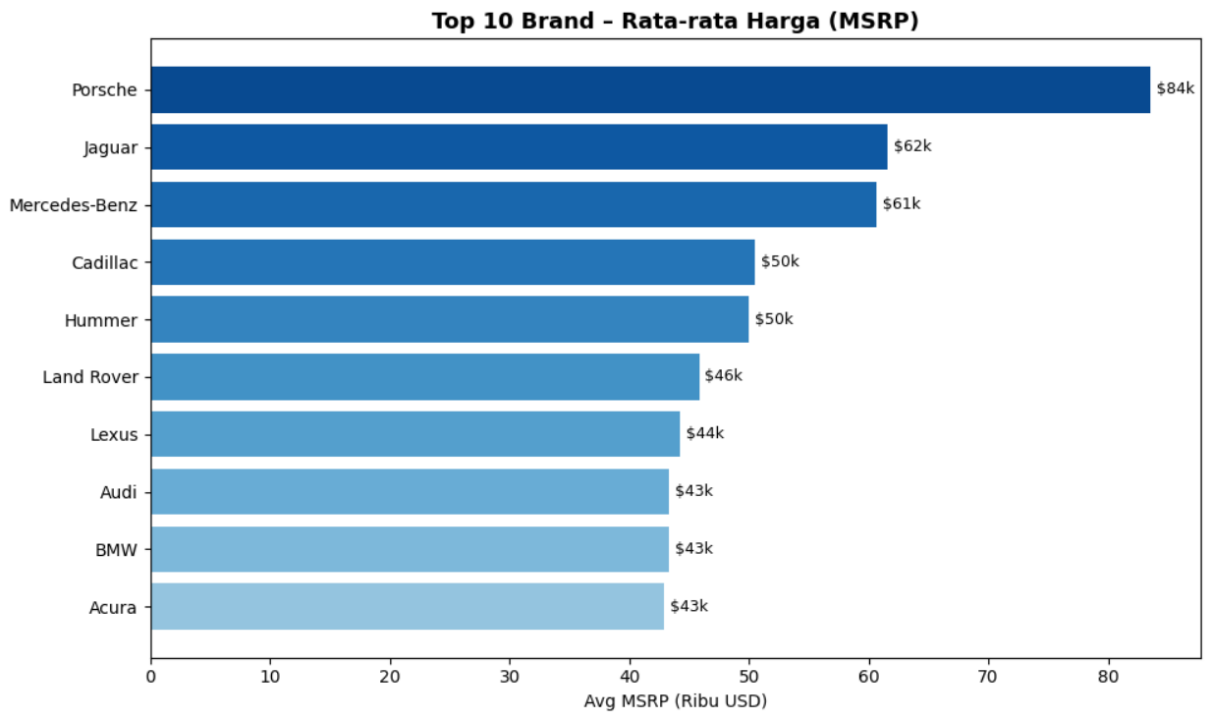 Top 10 Brand – Rata-rata Harga (MSRP)
Porsche
$84k
Jaguar
$62k
Mercedes-Benz
$61k
Cadillac
$50k
Hummer
$50k
Land Rover
$46k
Lexus
$44k
Audi
$43k
BMW
$43k
Acura
$43k
0 10 20 30 40 50 60 70 80
Avg MSRP (Ribu USD)